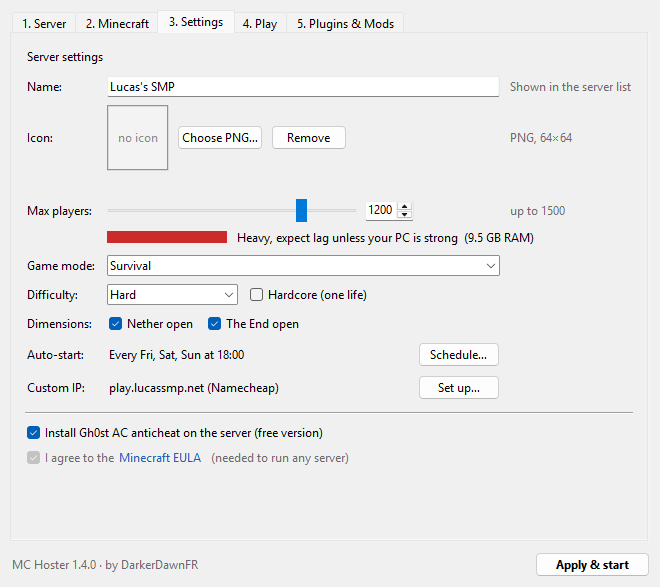 1. Server 2. Minecraft 3. Settings 4. Play 5. Plugins & Mods
Server settings
Name: Lucas's SMP Shown in the server list
Icon: no icon Choose PNG... Remove PNG, 64×64
Max players: 1200 up to 1500
Heavy, expect lag unless your PC is strong (9.5 GB RAM)
Game mode: Survival
Difficulty: Hard Hardcore (one life)
Dimensions: Nether open The End open
Auto-start: Every Fri, Sat, Sun at 18:00 Schedule...
Custom IP: play.lucassmp.net (Namecheap) Set up...
Install Gh0st AC anticheat on the server (free version)
I agree to the Minecraft EULA (needed to run any server)
MC Hoster 1.4.0 · by DarkerDawnFR Apply & start